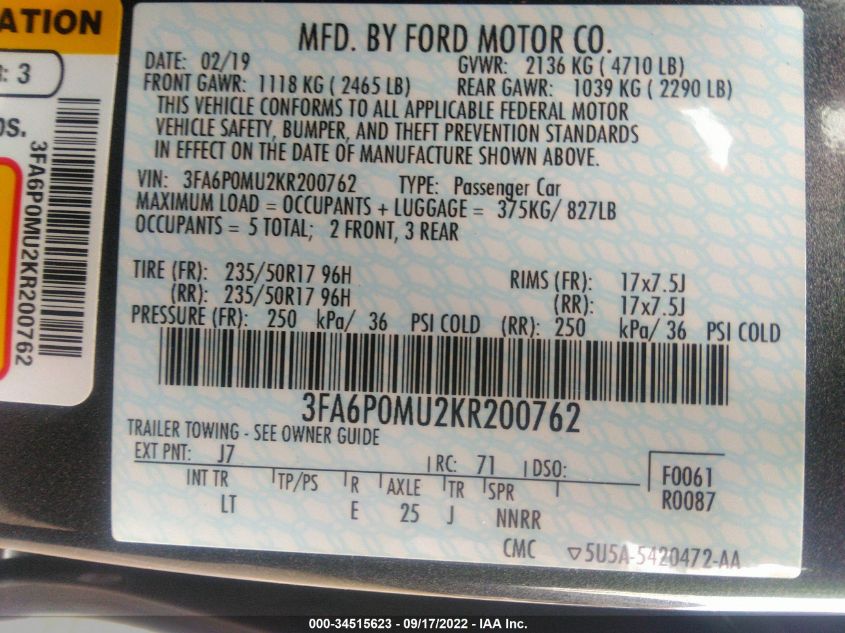 ATION
: 3
OS.
3FA6P0MU2KR200762
MFD. BY FORD MOTOR CO.
DATE: 02/19 GVWR: 2136 KG ( 4710 LB)
FRONT GAWR: 1118 KG ( 2465 LB) REAR GAWR: 1039 KG ( 2290 LB)
THIS VEHICLE CONFORMS TO ALL APPLICABLE FEDERAL MOTOR
VEHICLE SAFETY, BUMPER, AND THEFT PREVENTION STANDARDS
IN EFFECT ON THE DATE OF MANUFACTURE SHOWN ABOVE.
VIN: 3FA6P0MU2KR200762 TYPE: Passenger Car
MAXIMUM LOAD = OCCUPANTS + LUGGAGE = 375KG/ 827LB
OCCUPANTS = 5 TOTAL; 2 FRONT, 3 REAR
TIRE (FR): 235/50R17 96H RIMS (FR): 17x7.5J
(RR): 235/50R17 96H (RR): 17x7.5J
PRESSURE (FR): 250 kPa/ 36 PSI COLD (RR): 250 kPa/ 36 PSI COLD
3FA6P0MU2KR200762
TRAILER TOWING - SEE OWNER GUIDE
EXT PNT: J7 RC: 71 DSO: F0061
INT TR TP/PS R AXLE TR SPR R0087
LT E 25 J NNRR
CMC 5U5A-5420472-AA
000-34515623 - 09/17/2022 - IAA Inc.